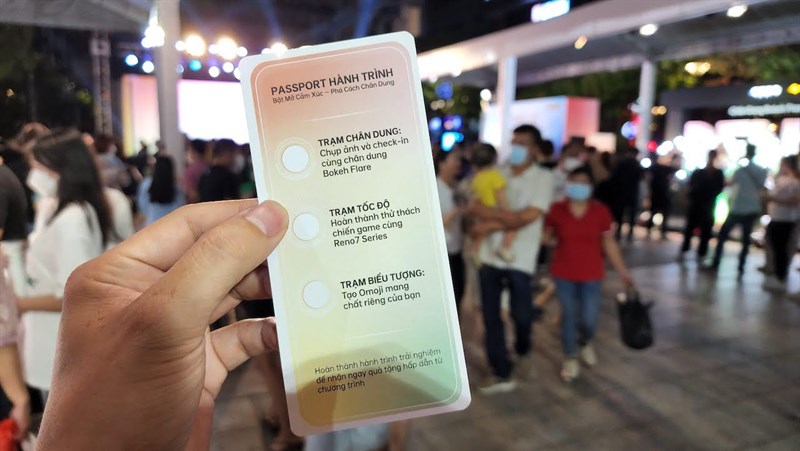 PASSPORT HÀNH TRÌNH
Bật Mở Cảm Xúc – Phá Cách Chân Dung
TRẠM CHÂN DUNG:
Chụp ảnh và check-in
cùng chân dung
Bokeh Flare
TRẠM TỐC ĐỘ
Hoàn thành thử thách
chiến game cùng
Reno7 Series
TRẠM BIỂU TƯỢNG:
Tạo Omoji mang
chất riêng của bạn
Hoàn thành hành trình trải nghiệm
để nhận ngay quà tặng hấp dẫn từ
chương trình